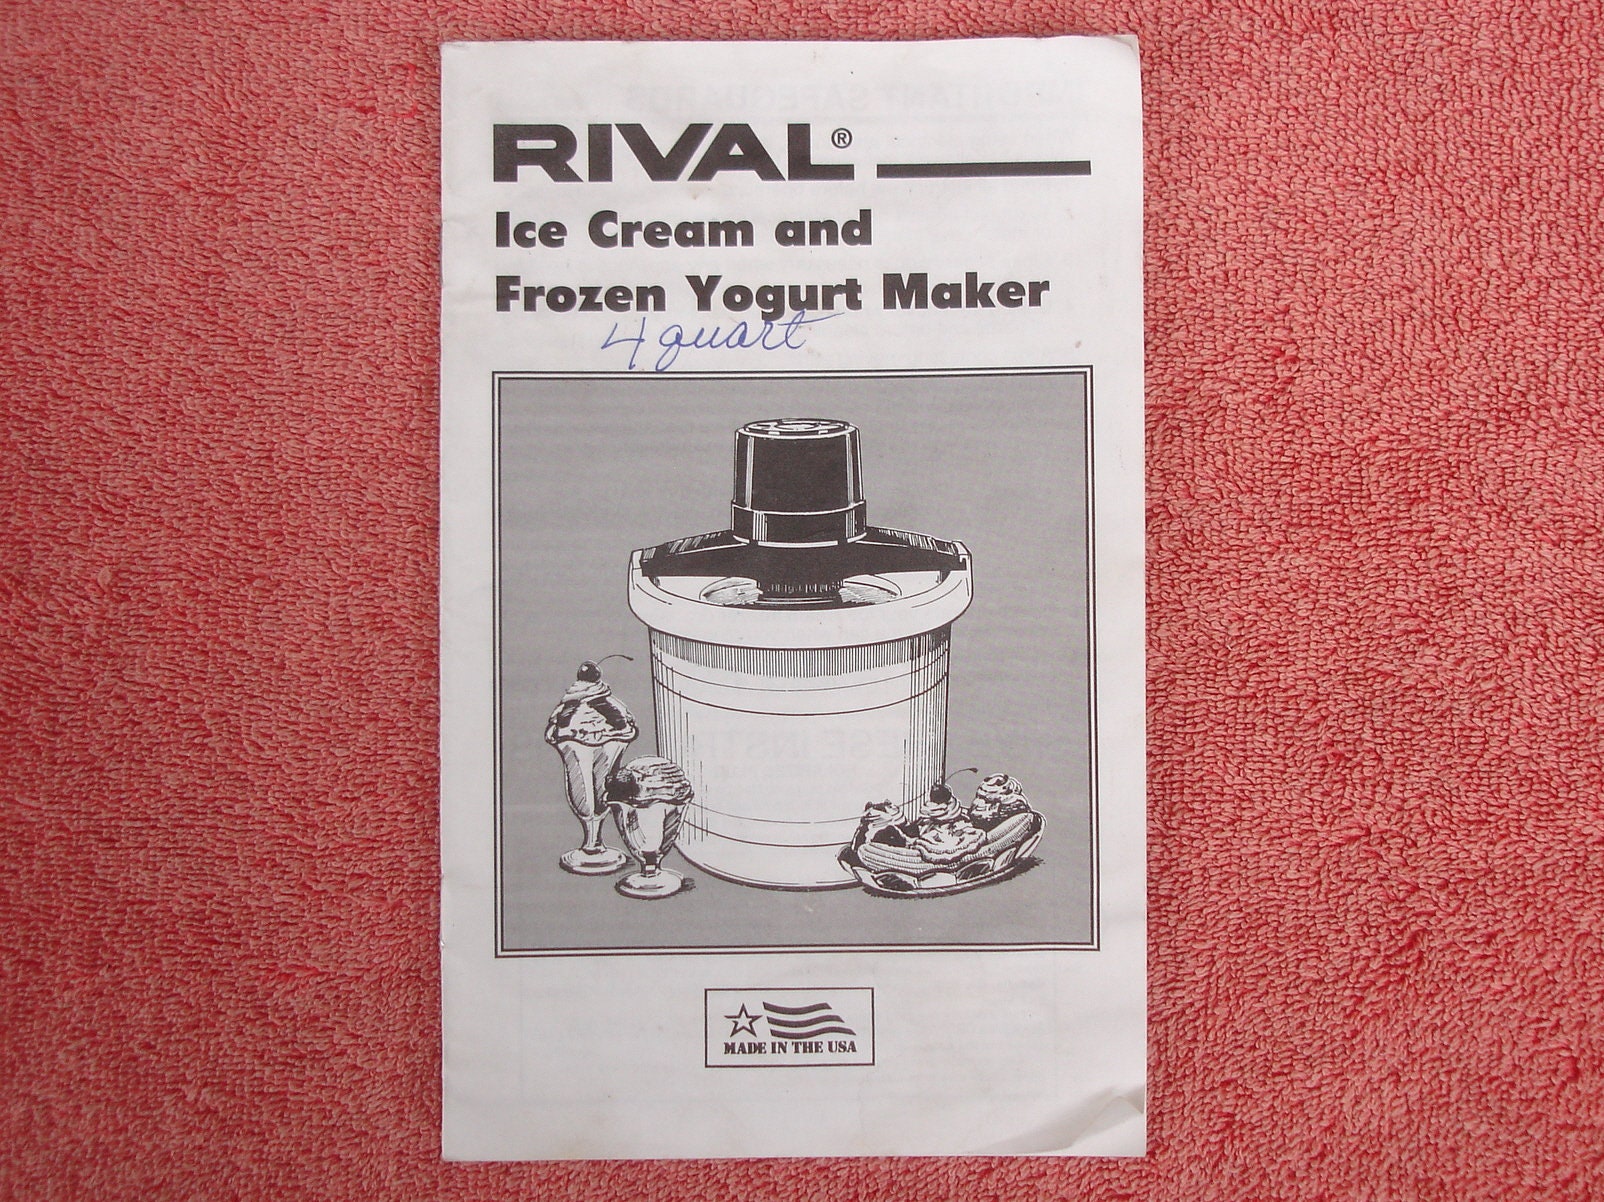 RIVAL®
Ice Cream and
Frozen Yogurt Maker
4 quart
MADE IN THE USA